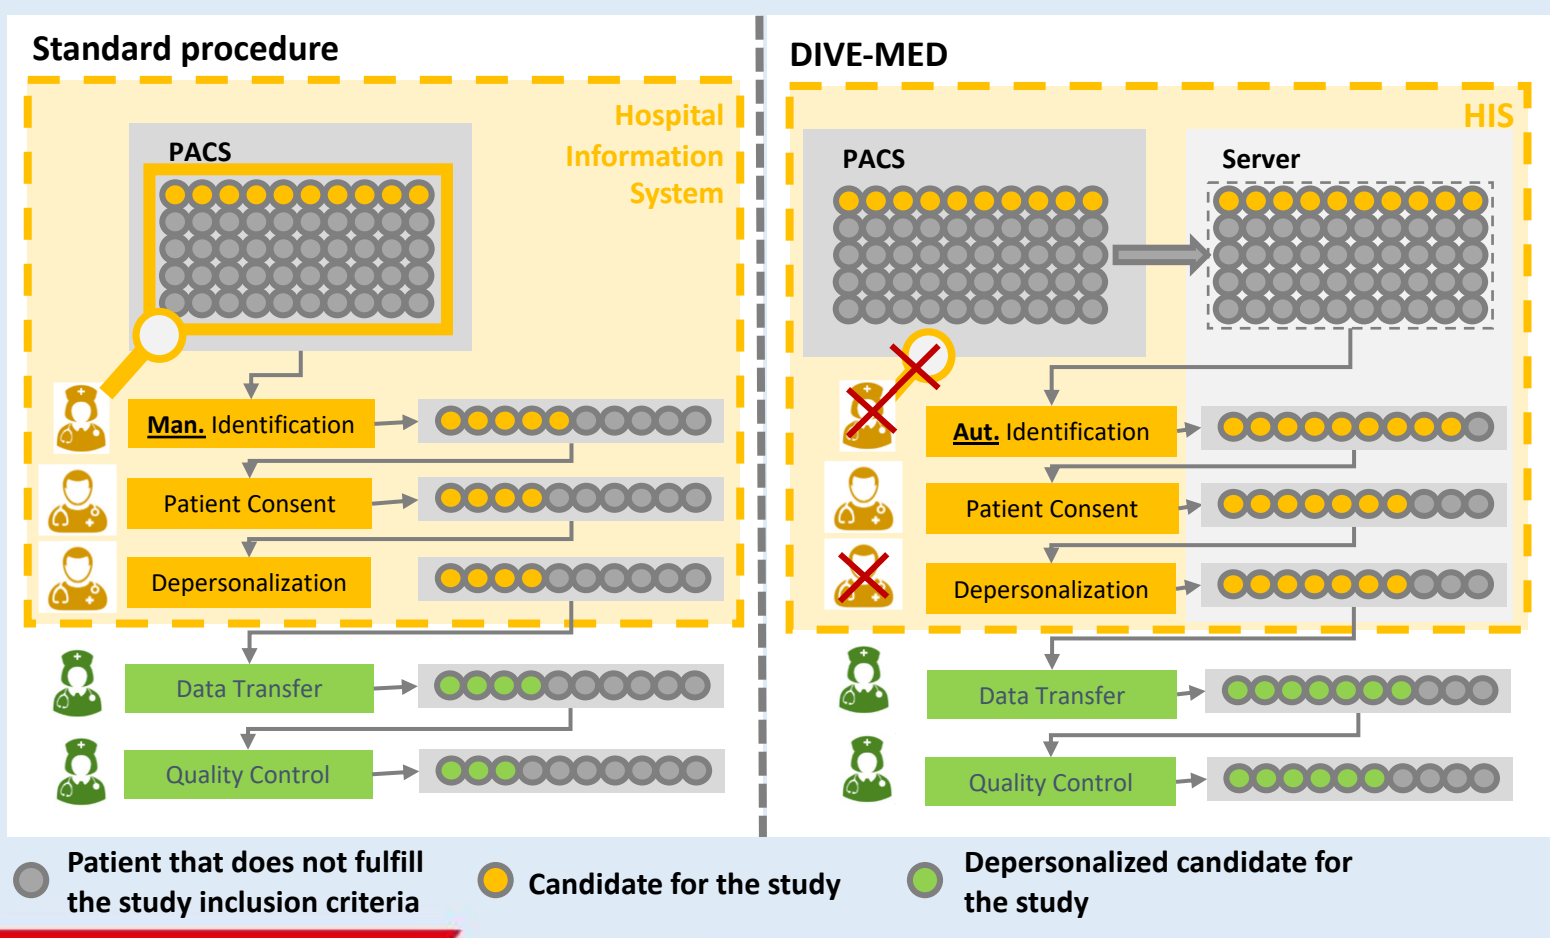 Standard procedure
Hospital
Information
System
PACS
Man. Identification
Patient Consent
Depersonalization
Data Transfer
Quality Control
DIVE-MED
HIS
PACS
Server
Aut. Identification
Patient Consent
Depersonalization
Data Transfer
Quality Control
Patient that does not fulfill
the study inclusion criteria
Candidate for the study
Depersonalized candidate for
the study